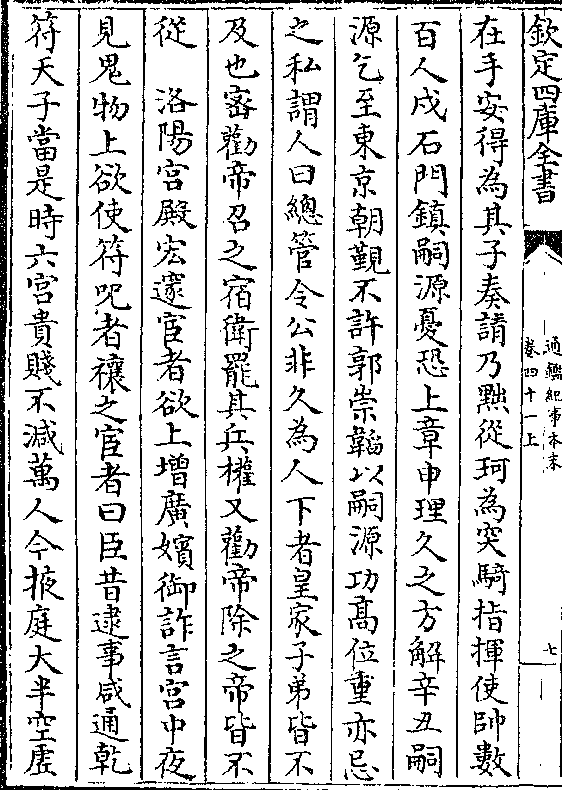 欽定四庫全書
通鑑紀事本末
卷四十一上
七
在手安得為其子奏請乃黜從珂為突騎指揮使帥數
百人戍石門鎮嗣源憂恐上章申理久之方解辛丑嗣
源乞至東京朝覲不許郭崇韜以嗣源功高位重亦忌
之私謂人曰總管令公非久為人下者皇家子弟皆不
及也宻勸帝召之宿衛罷其兵權又勸帝除之帝皆不
從 洛陽宫殿宏邃宦者欲上增廣嬪御詐言宫中夜
見鬼物上欲使符呪者禳之宦者曰臣昔逮事咸通乾
符天子當是時六宫貴賤不減萬人今掖庭大半空虚